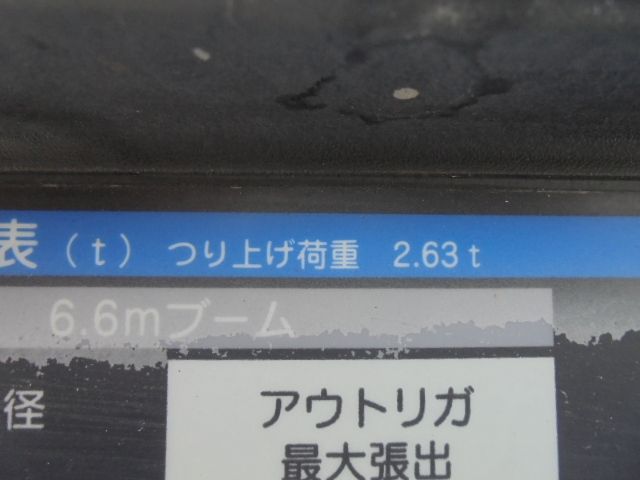 表(t) つり上げ荷重 2.63t
6.6mブーム
径
アウトリガ
最大張出